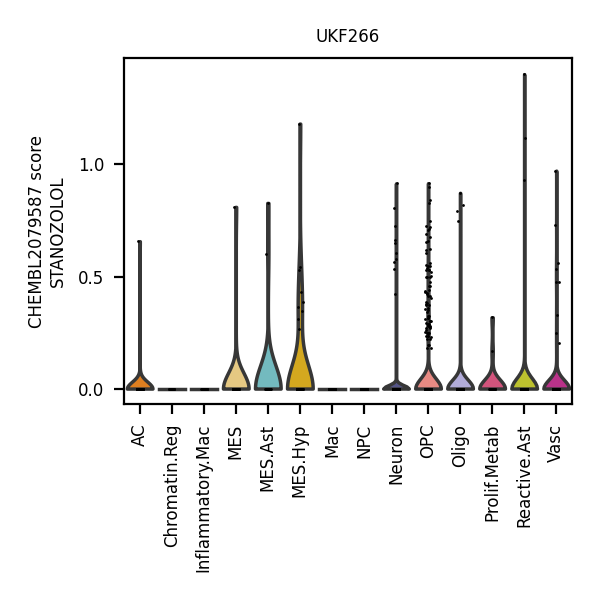 UKF266
CHEMBL2079587 score
STANOZOLOL
1.0
0.5
0.0
AC
Chromatin.Reg
Inflammatory.Mac
MES
MES.Ast
MES.Hyp
Mac
NPC
Neuron
OPC
Oligo
Prolif.Metab
Reactive.Ast
Vasc